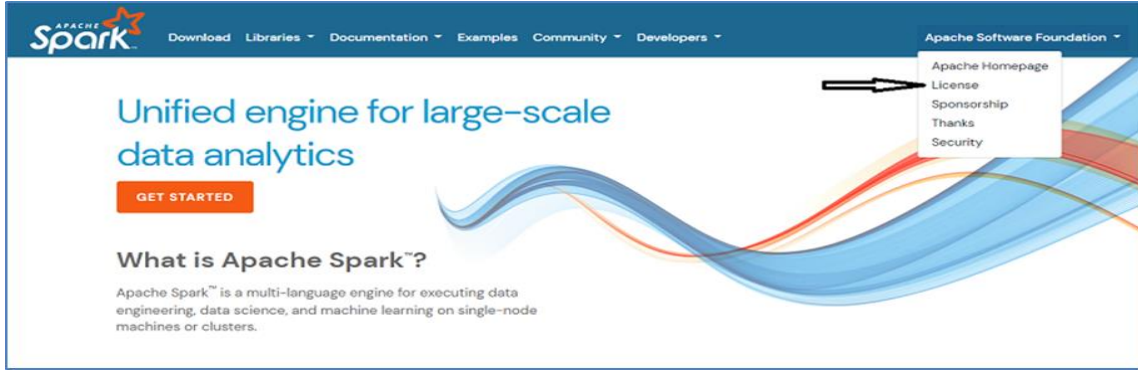 APACHE
Spark™
Download Libraries Documentation Examples Community Developers Apache Software Foundation
Apache Homepage
License
Sponsorship
Thanks
Security
Unified engine for large-scale
data analytics
GET STARTED
What is Apache Spark™?
Apache Spark™ is a multi-language engine for executing data
engineering, data science, and machine learning on single-node
machines or clusters.